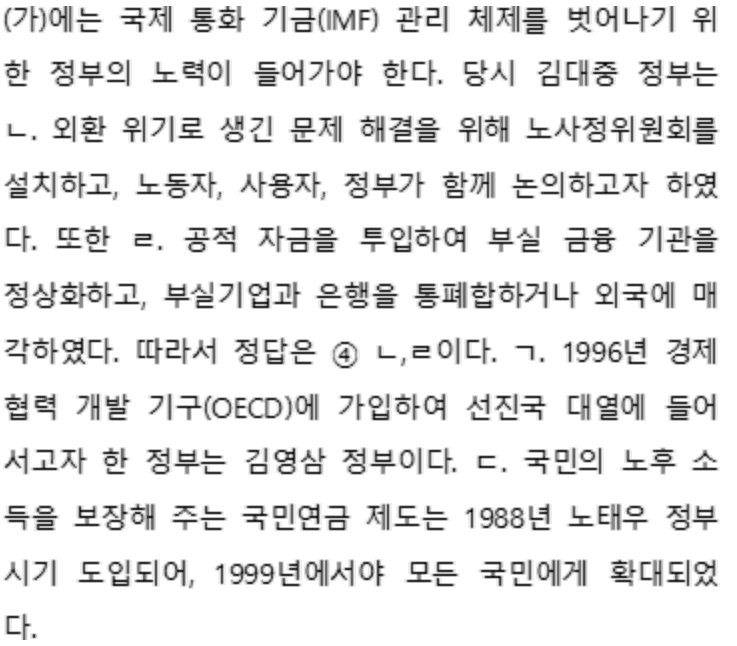 (가)에는 국제 통화 기금(IMF) 관리 체제를 벗어나기 위
한 정부의 노력이 들어가야 한다. 당시 김대중 정부는
ㄴ. 외환 위기로 생긴 문제 해결을 위해 노사정위원회를
설치하고, 노동자, 사용자, 정부가 함께 논의하고자 하였
다. 또한 ㄹ. 공적 자금을 투입하여 부실 금융 기관을
정상화하고, 부실기업과 은행을 통폐합하거나 외국에 매
각하였다. 따라서 정답은 ④ ㄴ,ㄹ이다. ㄱ. 1996년 경제
협력 개발 기구(OECD)에 가입하여 선진국 대열에 들어
서고자 한 정부는 김영삼 정부이다. ㄷ. 국민의 노후 소
득을 보장해 주는 국민연금 제도는 1988년 노태우 정부
시기 도입되어, 1999년에서야 모든 국민에게 확대되었
다.